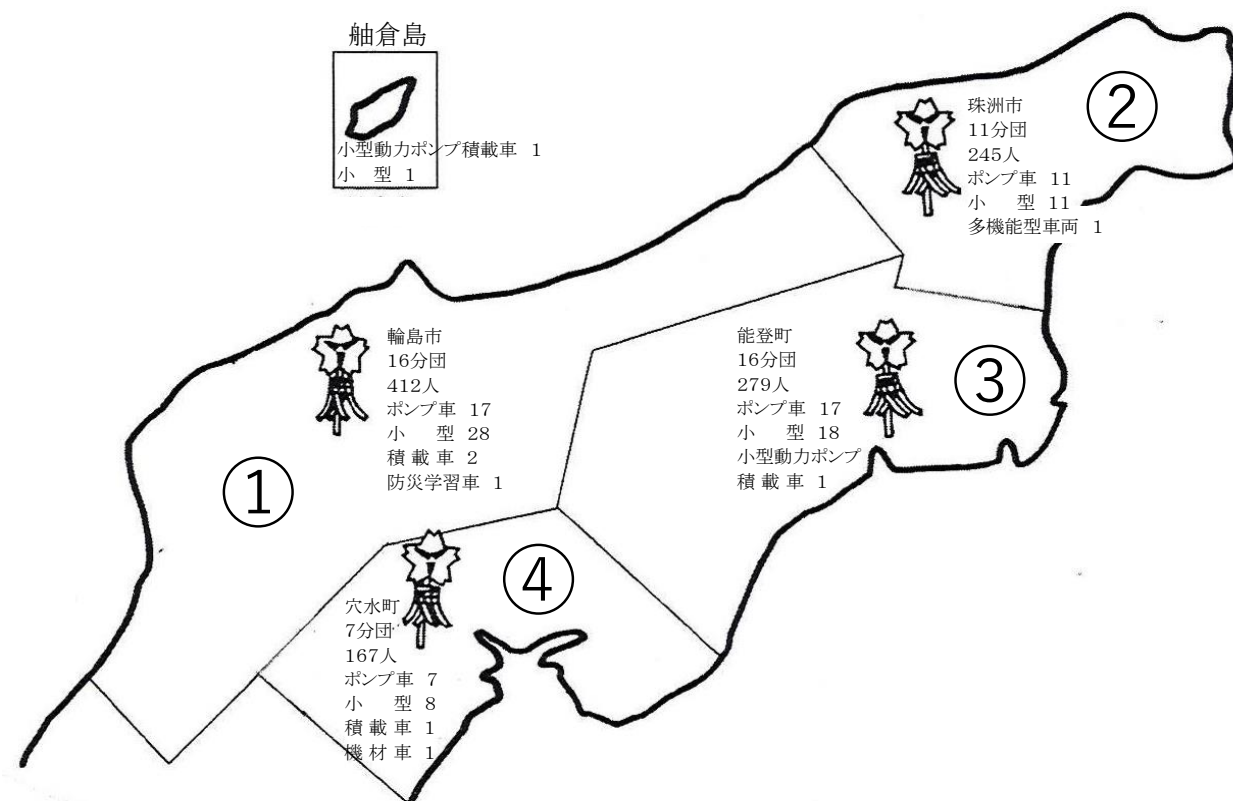 舳倉島
小型動力ポンプ積載車 1
小 型 1
②
珠洲市
11分団
245人
ポンプ車 11
小 型 11
多機能型車両 1
輪島市
16分団
412人
ポンプ車 17
小 型 28
積 載 車 2
防災学習車 1
①
能登町
16分団
279人
ポンプ車 17
小 型 18
小型動力ポンプ
積 載 車 1
③
④
穴水町
7分団
167人
ポンプ車 7
小 型 8
積 載 車 1
機 材 車 1